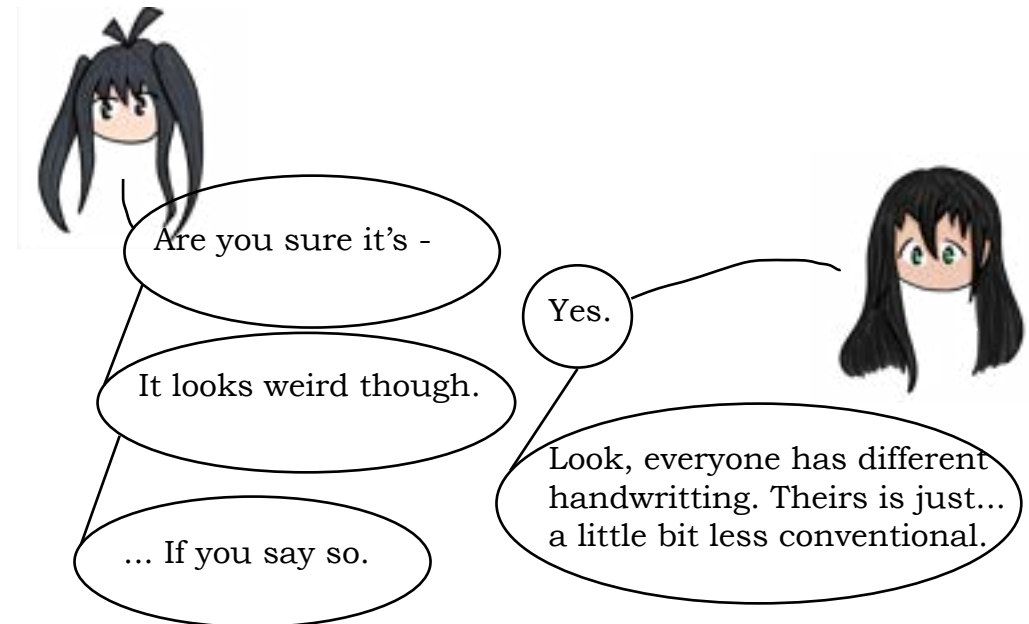 Are you sure it’s -
Yes.
It looks weird though.
Look, everyone has different
handwritting. Theirs is just...
a little bit less conventional.
... If you say so.